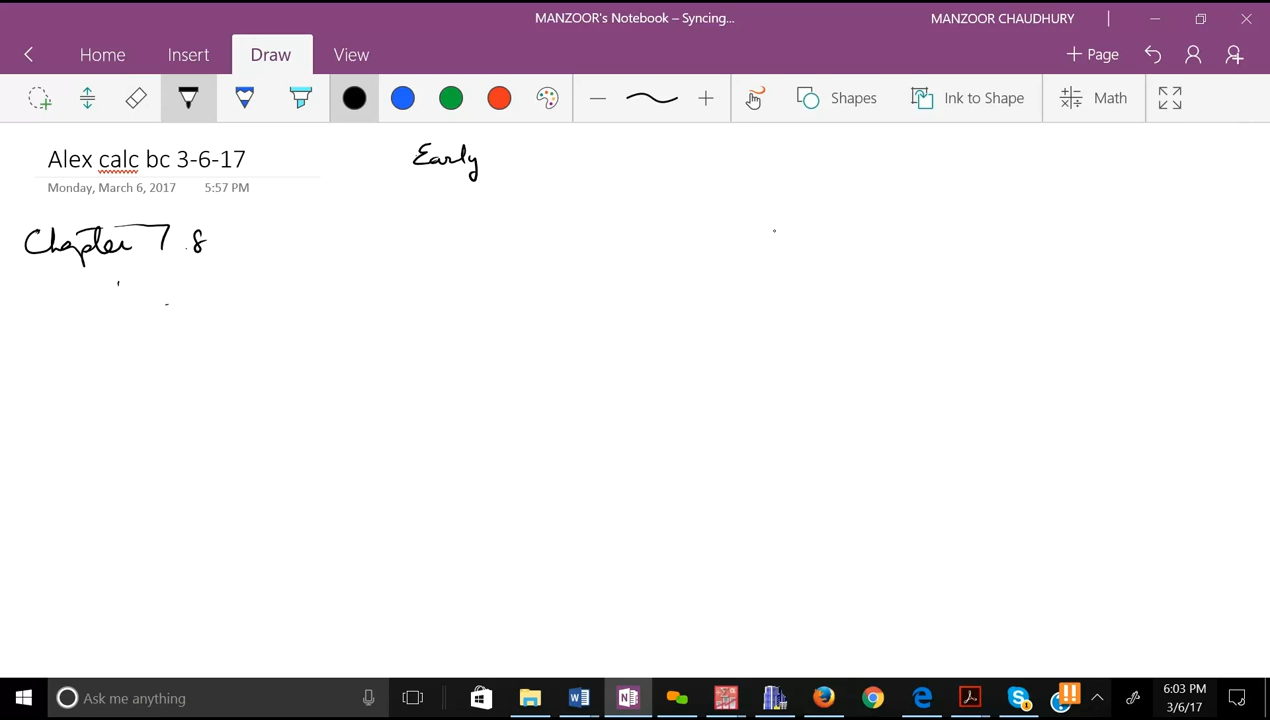 MANZOOR's Notebook – Syncing...
MANZOOR CHAUDHURY
Home
Insert
Draw
View
Page
Shapes
Ink to Shape
Math
Alex calc bc 3-6-17
Early
Monday, March 6, 2017 5:57 PM
Chapter 7.8
Ask me anything
6:03 PM
3/6/17